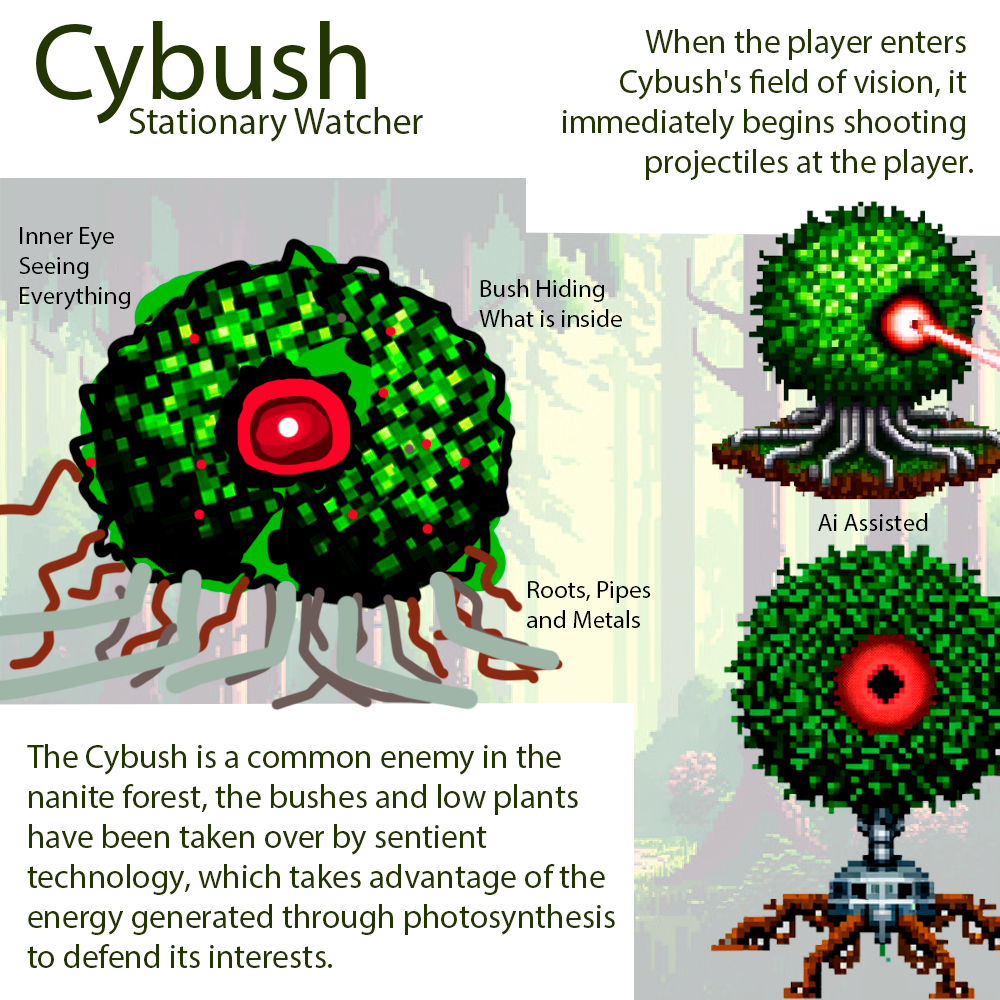 Cybush
Stationary Watcher
When the player enters
Cybush's field of vision, it
immediately begins shooting
projectiles at the player.
Inner Eye
Seeing
Everything
Bush Hiding
What is inside
Ai Assisted
Roots, Pipes
and Metals
The Cybush is a common enemy in the
nanite forest, the bushes and low plants
have been taken over by sentient
technology, which takes advantage of the
energy generated through photosynthesis
to defend its interests.